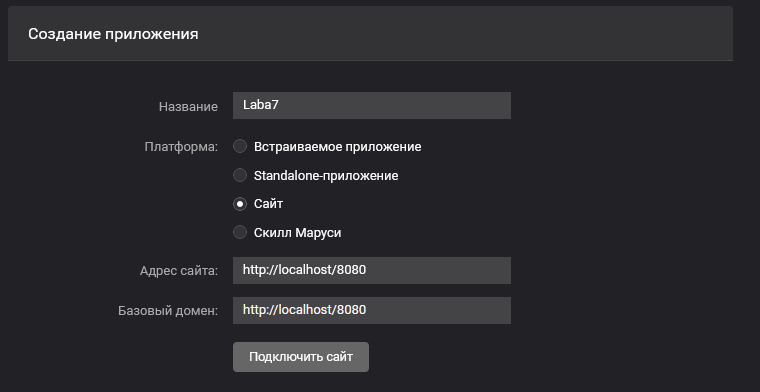 Создание приложения
Название Laba7
Платформа: Встраиваемое приложение
Standalone-приложение
Сайт
Скилл Маруси
Адрес сайта: http://localhost/8080
Базовый домен: http://localhost/8080
Подключить сайт